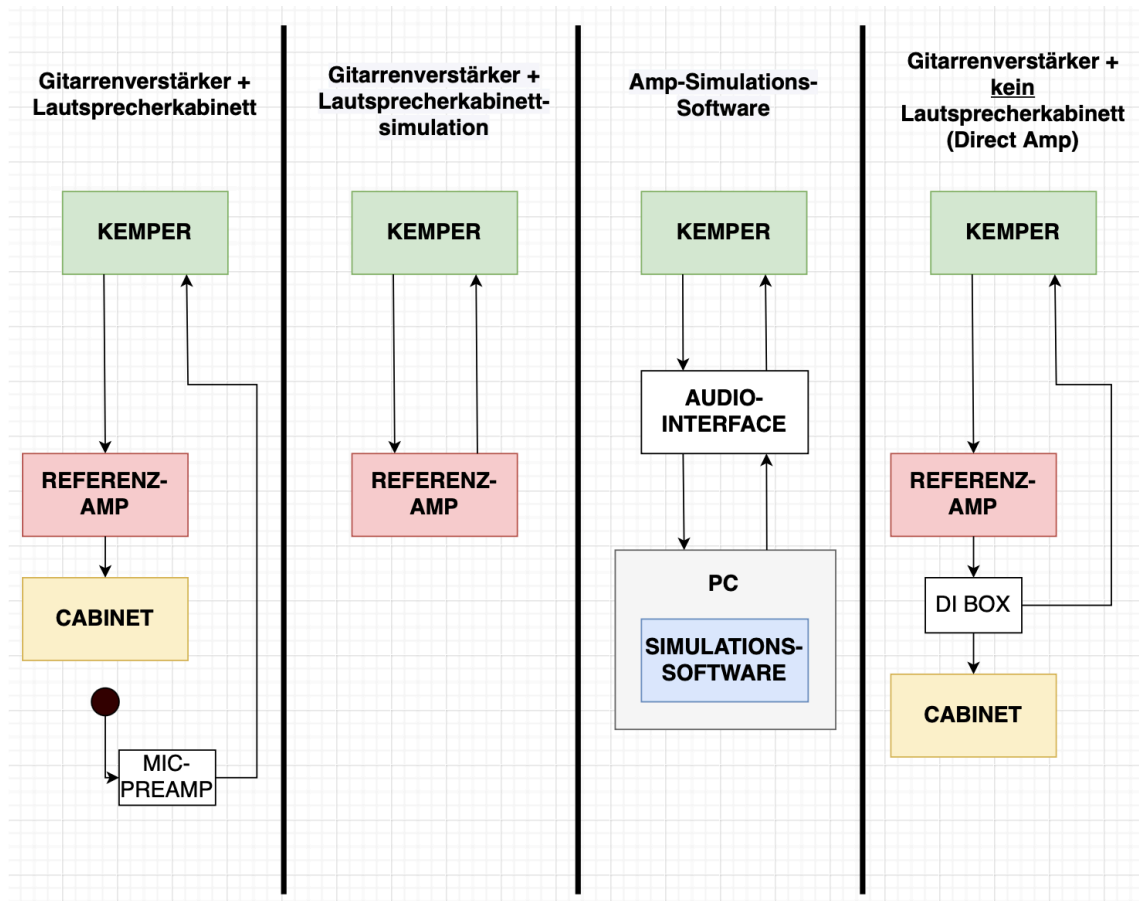 Gitarrenverstärker +
Lautsprecherkabinett
KEMPER
REFERENZ-
AMP
CABINET
MIC-
PREAMP
Gitarrenverstärker +
Lautsprecherkabinett-
simulation
KEMPER
REFERENZ-
AMP
Amp-Simulations-
Software
KEMPER
AUDIO-
INTERFACE
PC
SIMULATIONS-
SOFTWARE
Gitarrenverstärker +
kein
Lautsprecherkabinett
(Direct Amp)
KEMPER
REFERENZ-
AMP
DI BOX
CABINET